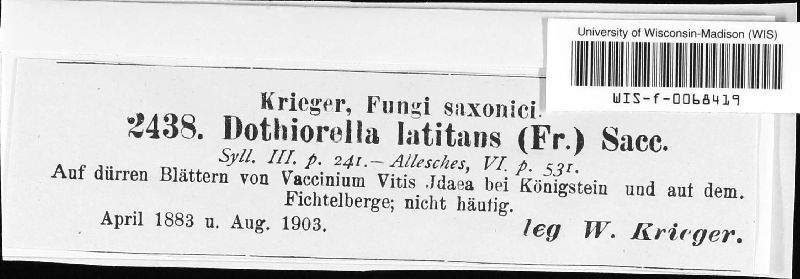 University of Wisconsin-Madison (WIS)
WIS-f-0068419
Krieger, Fungi saxonici.
2438. Dothiorella latitans (Fr.) Sacc.
Syll. III. p. 241.— Allesches, VI. p. 531.
Auf dürren Blättern von Vaccinium Vitis Idaea bei Königstein und auf dem.
Fichtelberge; nicht häufig.
April 1883 u. Aug. 1903.
leg W. Krieger.